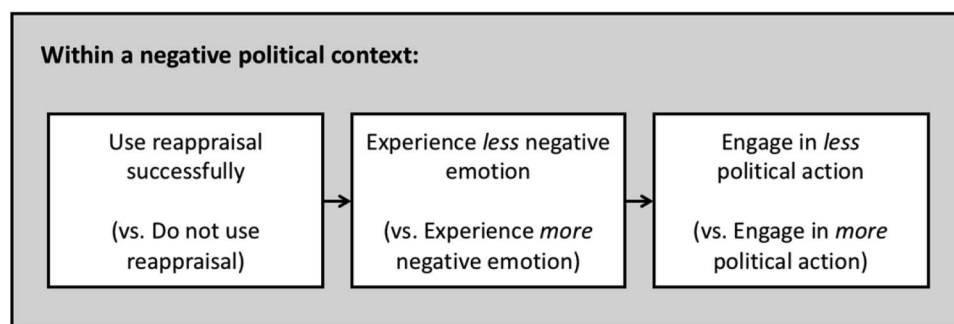 Within a negative political context:
Use reappraisal
successfully
(vs. Do not use
reappraisal)
Experience less negative
emotion
(vs. Experience more
negative emotion)
Engage in less
political action
(vs. Engage in more
political action)